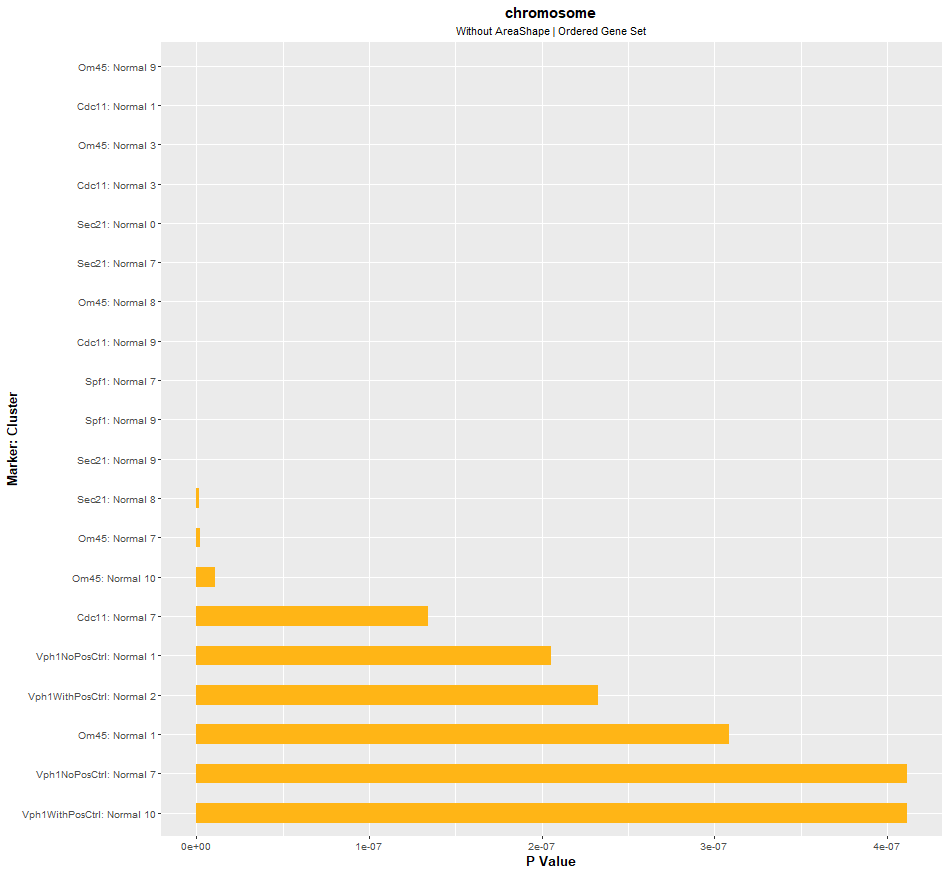 chromosome
Without AreaShape | Ordered Gene Set
Marker: Cluster
Om45: Normal 9
Cdc11: Normal 1
Om45: Normal 3
Cdc11: Normal 3
Sec21: Normal 0
Sec21: Normal 7
Om45: Normal 8
Cdc11: Normal 9
Spf1: Normal 7
Spf1: Normal 9
Sec21: Normal 9
Sec21: Normal 8
Om45: Normal 7
Om45: Normal 10
Cdc11: Normal 7
Vph1NoPosCtrl: Normal 1
Vph1WithPosCtrl: Normal 2
Om45: Normal 1
Vph1NoPosCtrl: Normal 7
Vph1WithPosCtrl: Normal 10
0e+00 1e-07 2e-07 3e-07 4e-07
P Value